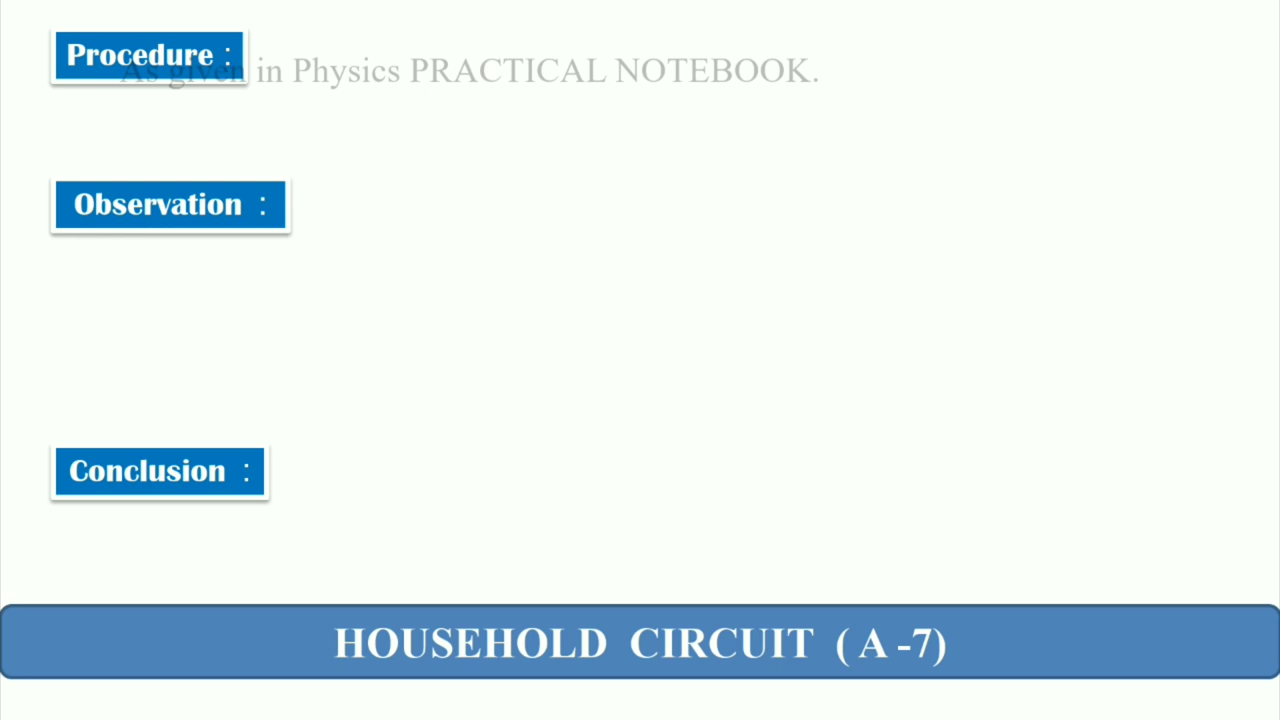 Procedure :
As given in Physics PRACTICAL NOTEBOOK.
Observation :
Conclusion :
HOUSEHOLD CIRCUIT ( A -7)